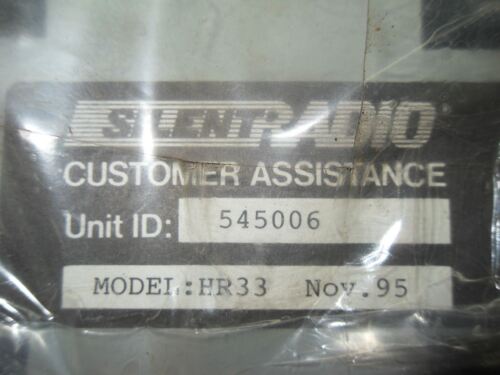 SILENT RADIO®
CUSTOMER ASSISTANCE
Unit ID: 545006
MODEL:HR33 Nov.95